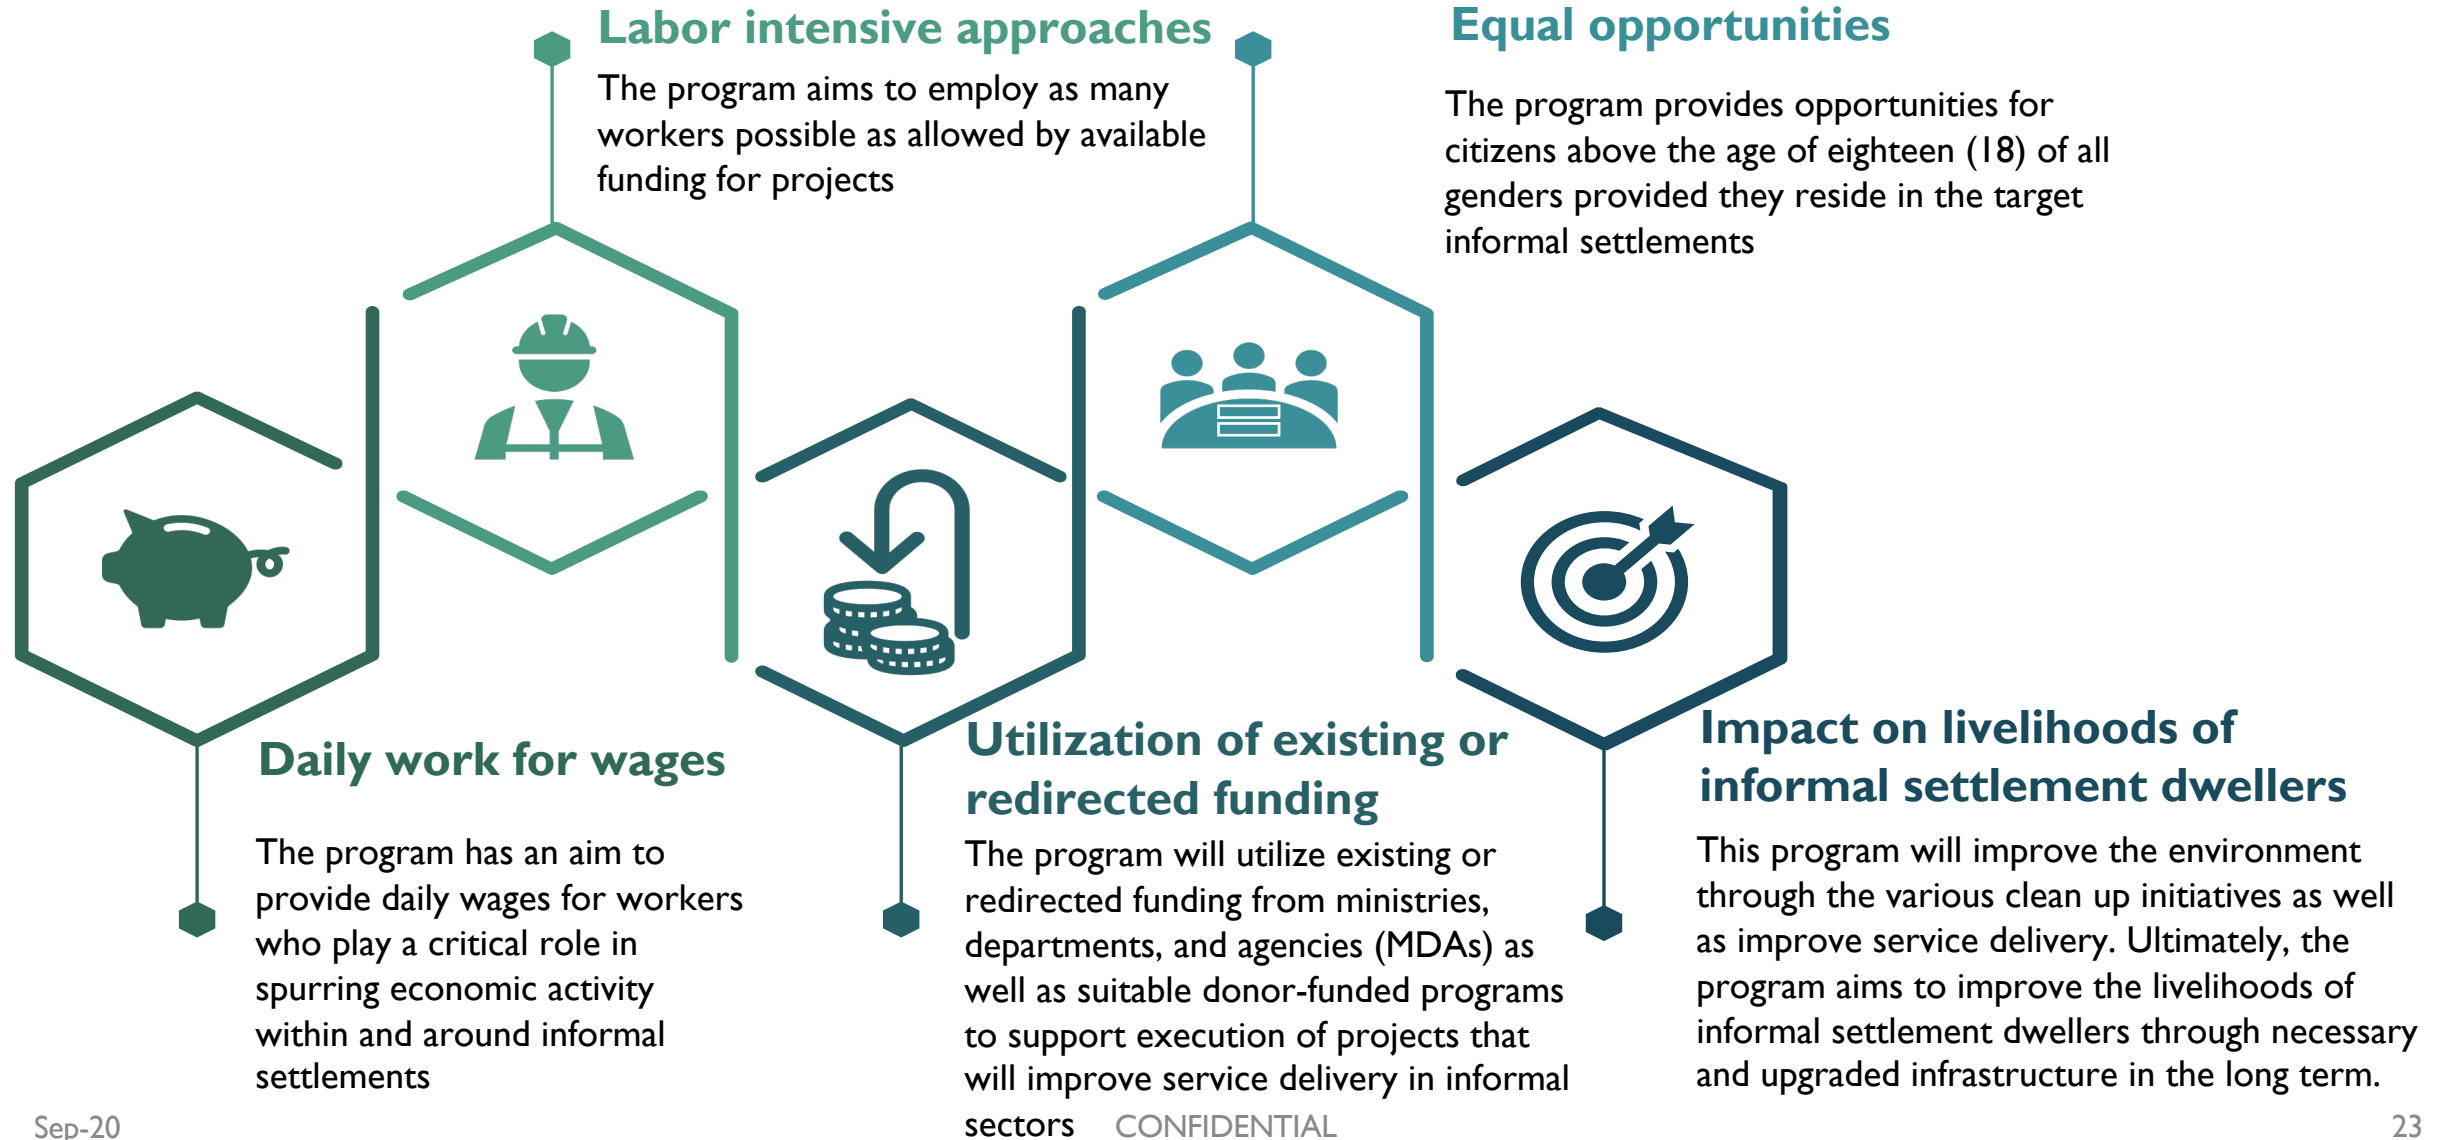 Labor intensive approaches
The program aims to employ as many
workers possible as allowed by available
funding for projects
Equal opportunities
The program provides opportunities for
citizens above the age of eighteen (18) of all
genders provided they reside in the target
informal settlements
Daily work for wages
The program has an aim to
provide daily wages for workers
who play a critical role in
spurring economic activity
within and around informal
settlements
Utilization of existing or
redirected funding
The program will utilize existing or
redirected funding from ministries,
departments, and agencies (MDAs) as
well as suitable donor-funded programs
to support execution of projects that
will improve service delivery in informal
sectors
Impact on livelihoods of
informal settlement dwellers
This program will improve the environment
through the various clean up initiatives as well
as improve service delivery. Ultimately, the
program aims to improve the livelihoods of
informal settlement dwellers through necessary
and upgraded infrastructure in the long term.
Sep-20
CONFIDENTIAL
23